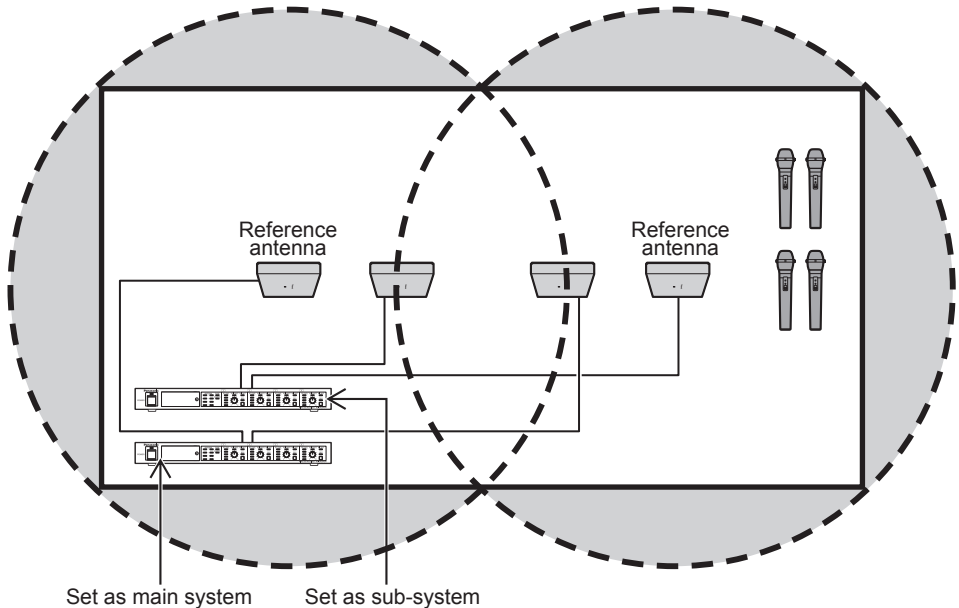 Reference
antenna
Reference
antenna
Set as main system
Set as sub-system